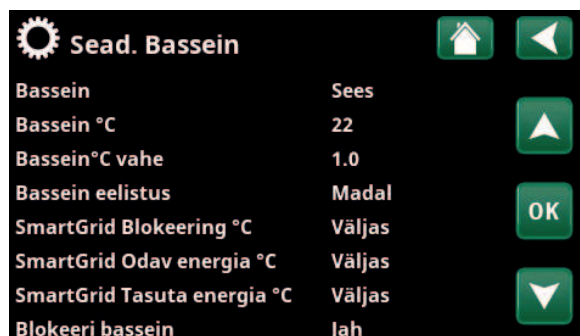 Sead. Bassein
Bassein Sees
Bassein °C 22
Bassein°C vahe 1.0
Bassein eelistus Madal
SmartGrid Blokeering °C Väljas
OK
SmartGrid Odav energia °C Väljas
SmartGrid Tasuta energia °C Väljas
Blokeeri bassein Jah